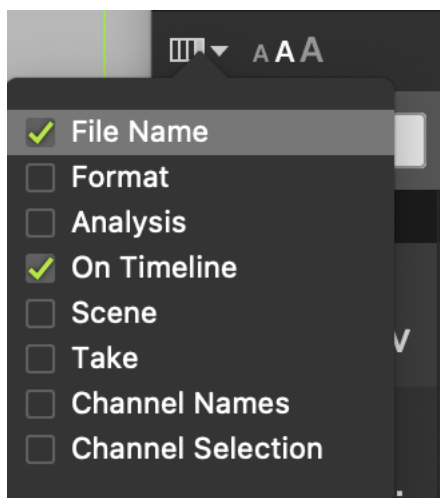 A A A
File Name
Format
Analysis
On Timeline
Scene
Take
Channel Names
Channel Selection